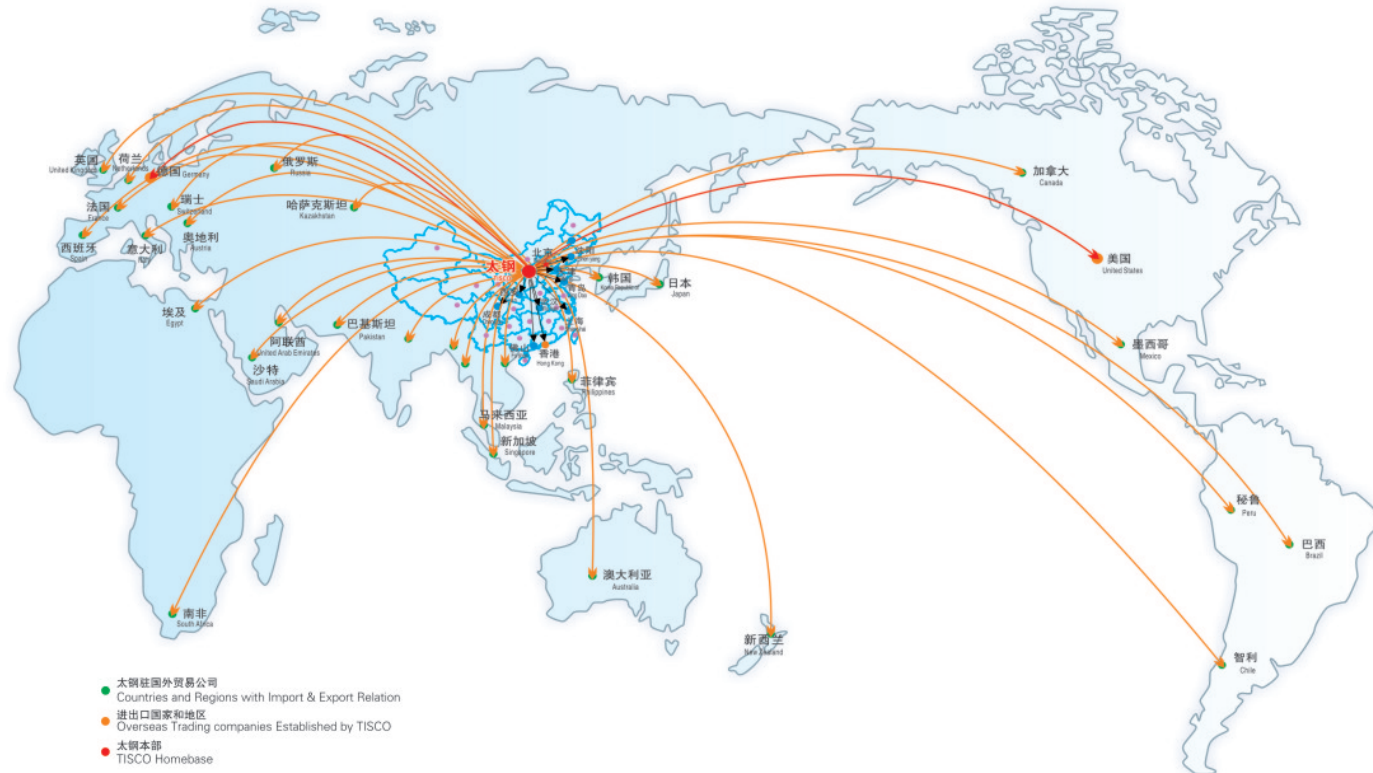 英国
United Kingdom
荷兰
Netherlands
德国
Germany
俄罗斯
Russia
法国
France
瑞士
Switzerland
哈萨克斯坦
Kazakhstan
西班牙
Spain
意大利
奥地利
Austria
加拿大
Canada
美国
United States
北京
太钢
韩国
日本
Japan
埃及
Egypt
巴基斯坦
Pakistan
阿联酋
United Arab Emirates
沙特
Saudi Arabia
香港
Hong Kong
菲律宾
Philippines
墨西哥
Mexico
马来西亚
Malaysia
新加坡
Singapore
秘鲁
Peru
巴西
Brazil
澳大利亚
Australia
南非
South Africa
新西兰
New Zealand
智利
Chile
太钢驻国外贸易公司
Countries and Regions with Import & Export Relation
进出口国家和地区
Overseas Trading companies Established by TISCO
太钢本部
TISCO Homebase